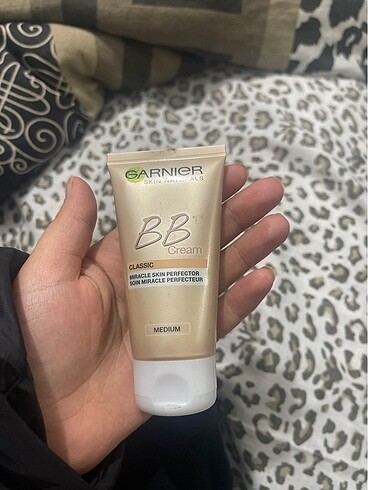 GARNIER
SKIN NATURALS
BB
Cream
CLASSIC
MIRACLE SKIN PERFECTOR
SOIN MIRACLE PERFECTEUR
MEDIUM